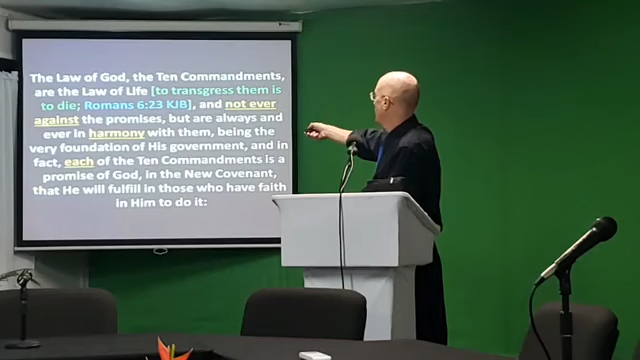 The Law of God, the Ten Commandments,
are the Law of Life [to transgress them is
to die; Romans 6:23 KJB], and not ever
against the promises, but are always and
ever in harmony with them, being the
very foundation of His government, and in
fact, each of the Ten Commandments is a
promise of God, in the New Covenant,
that He will fulfill in those who have faith
in Him to do it: